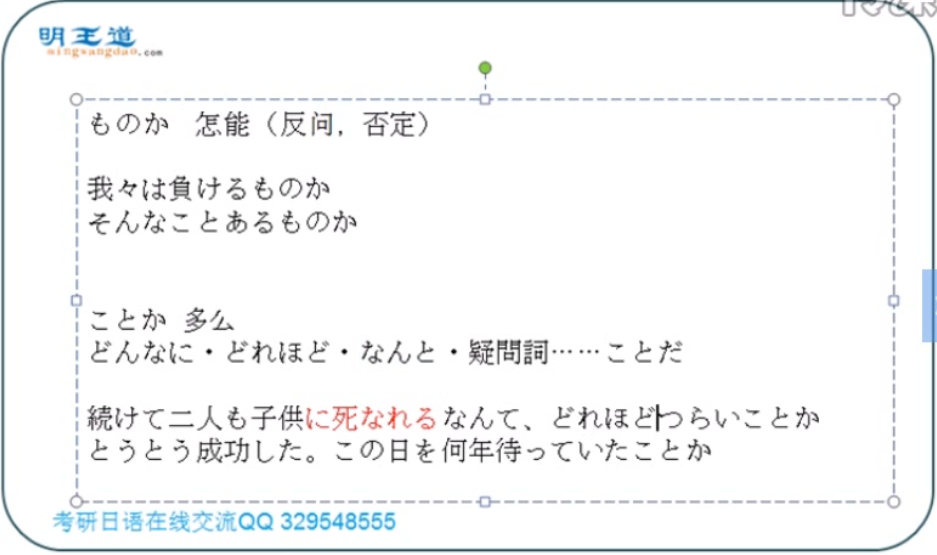 明王道
mingwangdao.com
ものか 怎能（反问，否定）
我々は負けるものか
そんなことあるものか
ことか 多么
どんなに・どれほど・なんと・疑問詞……ことだ
続けて二人も子供に死なれるなんて、どれほどつらいことか
とうとう成功した。この日を何年待っていたことか
考研日语在线交流QQ 329548555